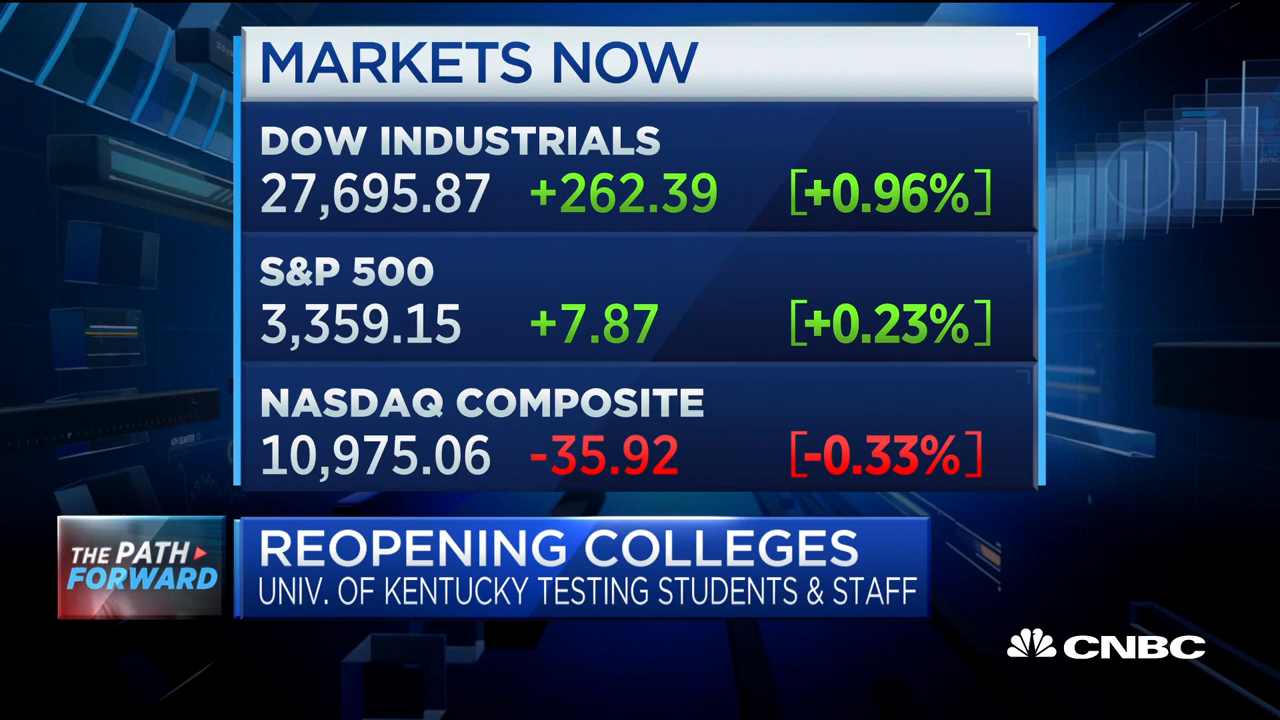 MARKETS NOW
DOW INDUSTRIALS
27,695.87 +262.39 [+0.96%]
S&P 500
3,359.15 +7.87 [+0.23%]
NASDAQ COMPOSITE
10,975.06 -35.92 [-0.33%]
THE PATH
FORWARD
REOPENING COLLEGES
UNIV. OF KENTUCKY TESTING STUDENTS & STAFF
CNBC